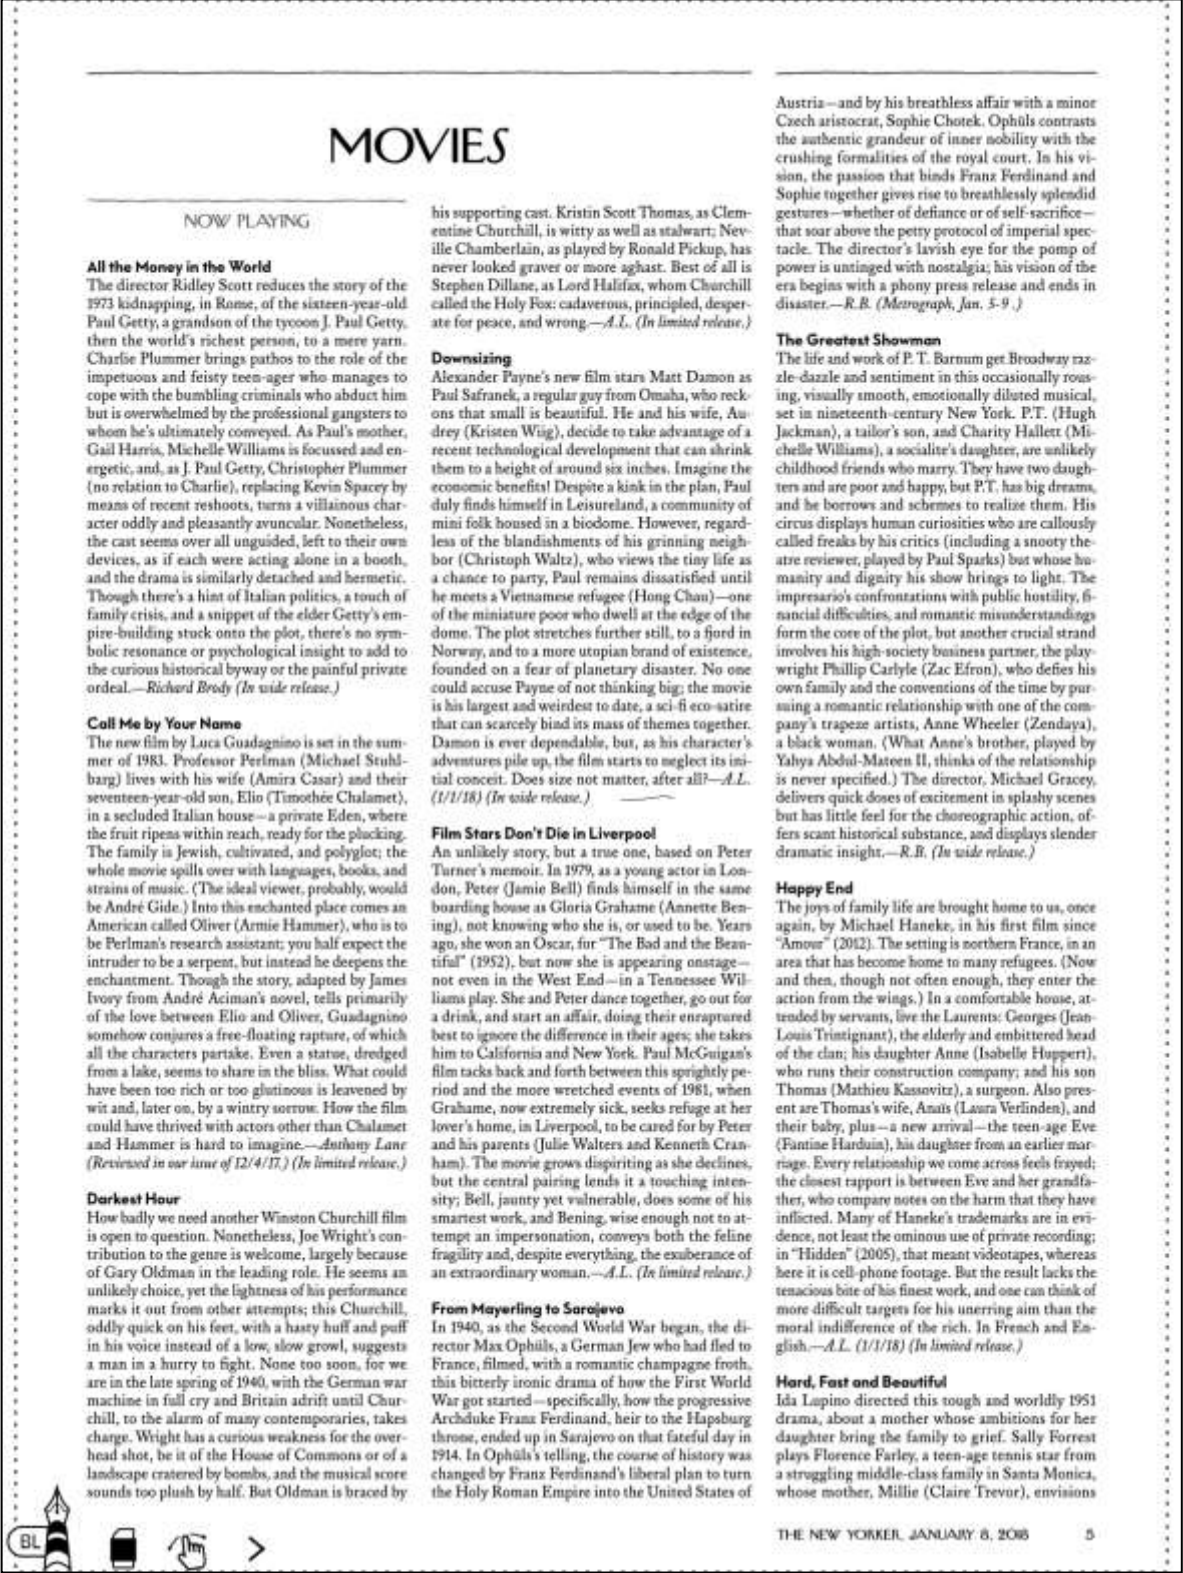 MOVIES
NOW PLAYING
All the Money in the World
The director Ridley Scott reduces the story of the
1973 kidnapping, in Rome, of the sixteen-year-old
Paul Getty, a grandson of the tycoon J. Paul Getty,
then the world's richest person, to a mere yarn.
Charlie Plummer brings pathos to the role of the
impetuous and feisty teen-ager who manages to
cope with the bumbling criminals who abduct him
but is overwhelmed by the professional gangsters to
whom he's ultimately conveyed. As Paul's mother,
Gail Harris, Michelle Williams is focussed and en-
ergetic, and, as J. Paul Getty, Christopher Plummer
(no relation to Charlie), replacing Kevin Spacey by
means of recent reshoots, turns a villainous char-
acter oddly and pleasantly avuncular. Nonetheless,
the cast seems over all unguided, left to their own
devices, as if each were acting alone in a booth,
and the drama is similarly detached and hermetic.
Though there's a hint of Italian politics, a touch of
family crisis, and a snippet of the elder Getty's em-
pire-building stuck onto the plot, there's no sym-
bolic resonance or psychological insight to add to
the curious historical byway or the painful private
ordeal.—Richard Brody (In wide release.)
Call Me by Your Name
The new film by Luca Guadagnino is set in the sum-
mer of 1983. Professor Perlman (Michael Stuhl-
barg) lives with his wife (Amira Casar) and their
seventeen-year-old son, Elio (Timothée Chalamet),
in a secluded Italian house—a private Eden, where
the fruit ripens within reach, ready for the plucking.
The family is Jewish, cultivated, and polyglot; the
whole movie spills over with languages, books, and
strains of music. (The ideal viewer, probably, would
be André Gide.) Into this enchanted place comes an
American called Oliver (Armie Hammer), who is to
be Perlman's research assistant; you half expect the
intruder to be a serpent, but instead he deepens the
enchantment. Though the story, adapted by James
Ivory from André Aciman's novel, tells primarily
of the love between Elio and Oliver, Guadagnino
somehow conjures a free-floating rapture, of which
all the characters partake. Even a statue, dredged
from a lake, seems to share in the bliss. What could
have been too rich or too glutinous is leavened by
wit and, later on, by a wintry sorrow. How the film
could have thrived with actors other than Chalamet
and Hammer is hard to imagine.—Anthony Lane
(Reviewed in our issue of 12/4/17.) (In limited release.)
Darkest Hour
How badly we need another Winston Churchill film
is open to question. Nonetheless, Joe Wright's con-
tribution to the genre is welcome, largely because
of Gary Oldman in the leading role. He seems an
unlikely choice, yet the lightness of his performance
marks it out from other attempts; this Churchill,
oddly quick on his feet, with a hasty huff and puff
in his voice instead of a low, slow growl, suggests
a man in a hurry to fight. None too soon, for we
are in the late spring of 1940, with the German war
machine in full cry and Britain adrift until Chur-
chill, to the alarm of many contemporaries, takes
charge. Wright has a curious weakness for the over-
head shot, be it of the House of Commons or of a
landscape cratered by bombs, and the musical score
sounds too plush by half. But Oldman is braced by
his supporting cast. Kristin Scott Thomas, as Clem-
entine Churchill, is witty as well as stalwart; Nev-
ille Chamberlain, as played by Ronald Pickup, has
never looked graver or more aghast. Best of all is
Stephen Dillane, as Lord Halifax, whom Churchill
called the Holy Fox: cadaverous, principled, desper-
ate for peace, and wrong.—A.L. (In limited release.)
Downsizing
Alexander Payne's new film stars Matt Damon as
Paul Safranek, a regular guy from Omaha, who reck-
ons that small is beautiful. He and his wife, Au-
drey (Kristen Wiig), decide to take advantage of a
recent technological development that can shrink
them to a height of around six inches. Imagine the
economic benefits! Despite a kink in the plan, Paul
duly finds himself in Leisureland, a community of
mini folk housed in a biodome. However, regard-
less of the blandishments of his grinning neigh-
bor (Christoph Waltz), who views the tiny life as
a chance to party, Paul remains dissatisfied until
he meets a Vietnamese refugee (Hong Chau)—one
of the miniature poor who dwell at the edge of the
dome. The plot stretches further still, to a fjord in
Norway, and to a more utopian brand of existence,
founded on a fear of planetary disaster. No one
could accuse Payne of not thinking big; the movie
is his largest and weirdest to date, a sci-fi eco-satire
that can scarcely bind its mass of themes together.
Damon is ever dependable, but, as his character's
adventures pile up, the film starts to neglect its ini-
tial conceit. Does size not matter, after all?—A.L.
(1/1/18) (In wide release.)
Film Stars Don't Die in Liverpool
An unlikely story, but a true one, based on Peter
Turner's memoir. In 1979, as a young actor in Lon-
don, Peter (Jamie Bell) finds himself in the same
boarding house as Gloria Grahame (Annette Ben-
ing), not knowing who she is, or used to be. Years
ago, she won an Oscar, for "The Bad and the Beau-
tiful" (1952), but now she is appearing onstage—
not even in the West End—in a Tennessee Wil-
liams play. She and Peter dance together, go out for
a drink, and start an affair, doing their enraptured
best to ignore the difference in their ages; she takes
him to California and New York. Paul McGuigan's
film tacks back and forth between this sprightly pe-
riod and the more wretched events of 1981, when
Grahame, now extremely sick, seeks refuge at her
lover's home, in Liverpool, to be cared for by Peter
and his parents (Julie Walters and Kenneth Cran-
ham). The movie grows dispiriting as she declines,
but the central pairing lends it a touching inten-
sity; Bell, jaunty yet vulnerable, does some of his
smartest work, and Bening, wise enough not to at-
tempt an impersonation, conveys both the feline
fragility and, despite everything, the exuberance of
an extraordinary woman.—A.L. (In limited release.)
From Mayerling to Sarajevo
In 1940, as the Second World War began, the di-
rector Max Ophüls, a German Jew who had fled to
France, filmed, with a romantic champagne froth,
this bitterly ironic drama of how the First World
War got started—specifically, how the progressive
Archduke Franz Ferdinand, heir to the Hapsburg
throne, ended up in Sarajevo on that fateful day in
1914. In Ophüls's telling, the course of history was
changed by Franz Ferdinand's liberal plan to turn
the Holy Roman Empire into the United States of
Austria—and by his breathless affair with a minor
Czech aristocrat, Sophie Chotek. Ophüls contrasts
the authentic grandeur of inner nobility with the
crushing formalities of the royal court. In his vi-
sion, the passion that binds Franz Ferdinand and
Sophie together gives rise to breathlessly splendid
gestures—whether of defiance or of self-sacrifice—
that soar above the petty protocol of imperial spec-
tacle. The director's lavish eye for the pomp of
power is untinged with nostalgia; his vision of the
era begins with a phony press release and ends in
disaster.—R.B. (Metrograph, Jan. 5-9.)
The Greatest Showman
The life and work of P. T. Barnum get Broadway raz-
zle-dazzle and sentiment in this occasionally rous-
ing, visually smooth, emotionally diluted musical,
set in nineteenth-century New York. P.T. (Hugh
Jackman), a tailor's son, and Charity Hallett (Mi-
chelle Williams), a socialite's daughter, are unlikely
childhood friends who marry. They have two daugh-
ters and are poor and happy, but P.T. has big dreams,
and he borrows and schemes to realize them. His
circus displays human curiosities who are callously
called freaks by his critics (including a snooty the-
atre reviewer, played by Paul Sparks) but whose hu-
manity and dignity his show brings to light. The
impresario's confrontations with public hostility, fi-
nancial difficulties, and romantic misunderstandings
form the core of the plot, but another crucial strand
involves his high-society business partner, the play-
wright Phillip Carlyle (Zac Efron), who defies his
own family and the conventions of the time by pur-
suing a romantic relationship with one of the com-
pany's trapeze artists, Anne Wheeler (Zendaya),
a black woman. (What Anne's brother, played by
Yahya Abdul-Mateen II, thinks of the relationship
is never specified.) The director, Michael Gracey,
delivers quick doses of excitement in splashy scenes
but has little feel for the choreographic action, of-
fers scant historical substance, and displays slender
dramatic insight.—R.B. (In wide release.)
Happy End
The joys of family life are brought home to us, once
again, by Michael Haneke, in his first film since
"Amour" (2012). The setting is northern France, in an
area that has become home to many refugees. (Now
and then, though not often enough, they enter the
action from the wings.) In a comfortable house, at-
tended by servants, live the Laurents: Georges (Jean-
Louis Trintignant), the elderly and embittered head
of the clan; his daughter Anne (Isabelle Huppert),
who runs their construction company; and his son
Thomas (Mathieu Kassovitz), a surgeon. Also pres-
ent are Thomas's wife, Anaïs (Laura Verlinden), and
their baby, plus—a new arrival—the teen-age Eve
(Fantine Harduin), his daughter from an earlier mar-
riage. Every relationship we come across feels frayed;
the closest rapport is between Eve and her grandfa-
ther, who compare notes on the harm that they have
inflicted. Many of Haneke's trademarks are in evi-
dence, not least the ominous use of private recording;
in "Hidden" (2005), that meant videotapes, whereas
here it is cell-phone footage. But the result lacks the
tenacious bite of his finest work, and one can think of
more difficult targets for his unerring aim than the
moral indifference of the rich. In French and En-
glish.—A.L. (1/1/18) (In limited release.)
Hard, Fast and Beautiful
Ida Lupino directed this tough and worldly 1951
drama, about a mother whose ambitions for her
daughter bring the family to grief. Sally Forrest
plays Florence Farley, a teen-age tennis star from
a struggling middle-class family in Santa Monica,
whose mother, Millie (Claire Trevor), envisions
THE NEW YORKER, JANUARY 8, 2018 5
BL